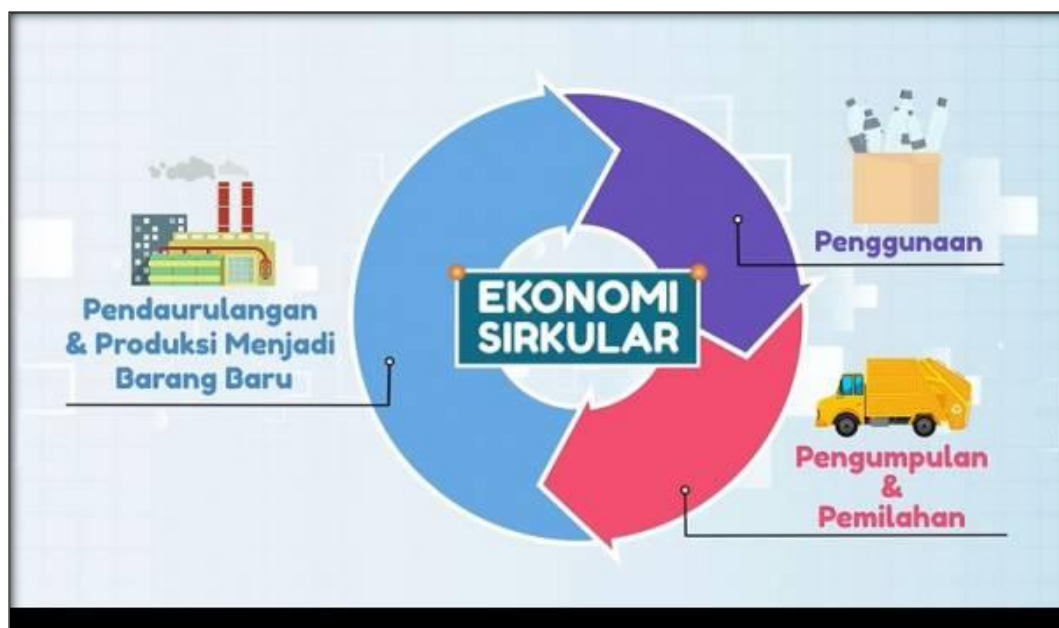 EKONOMI
SIRKULAR
Penggunaan
Pengumpulan
&
Pemilahan
Pendaurulangan
& Produksi Menjadi
Barang Baru